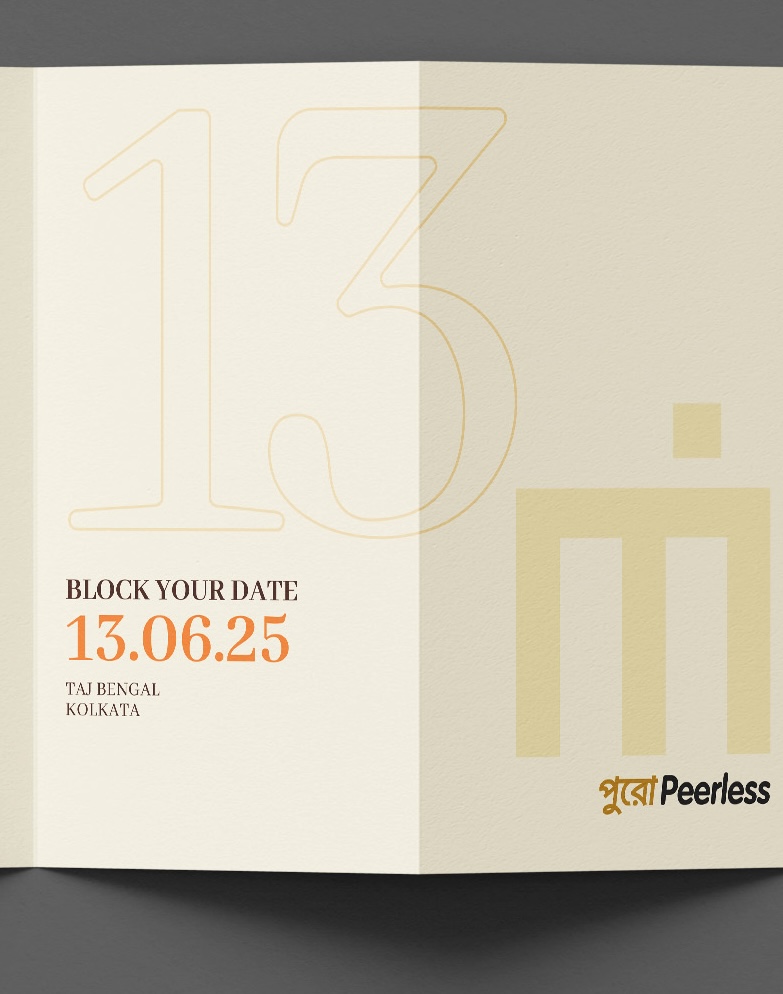 13
BLOCK YOUR DATE
13.06.25
TAJ BENGAL
KOLKATA
পুরো Peerless